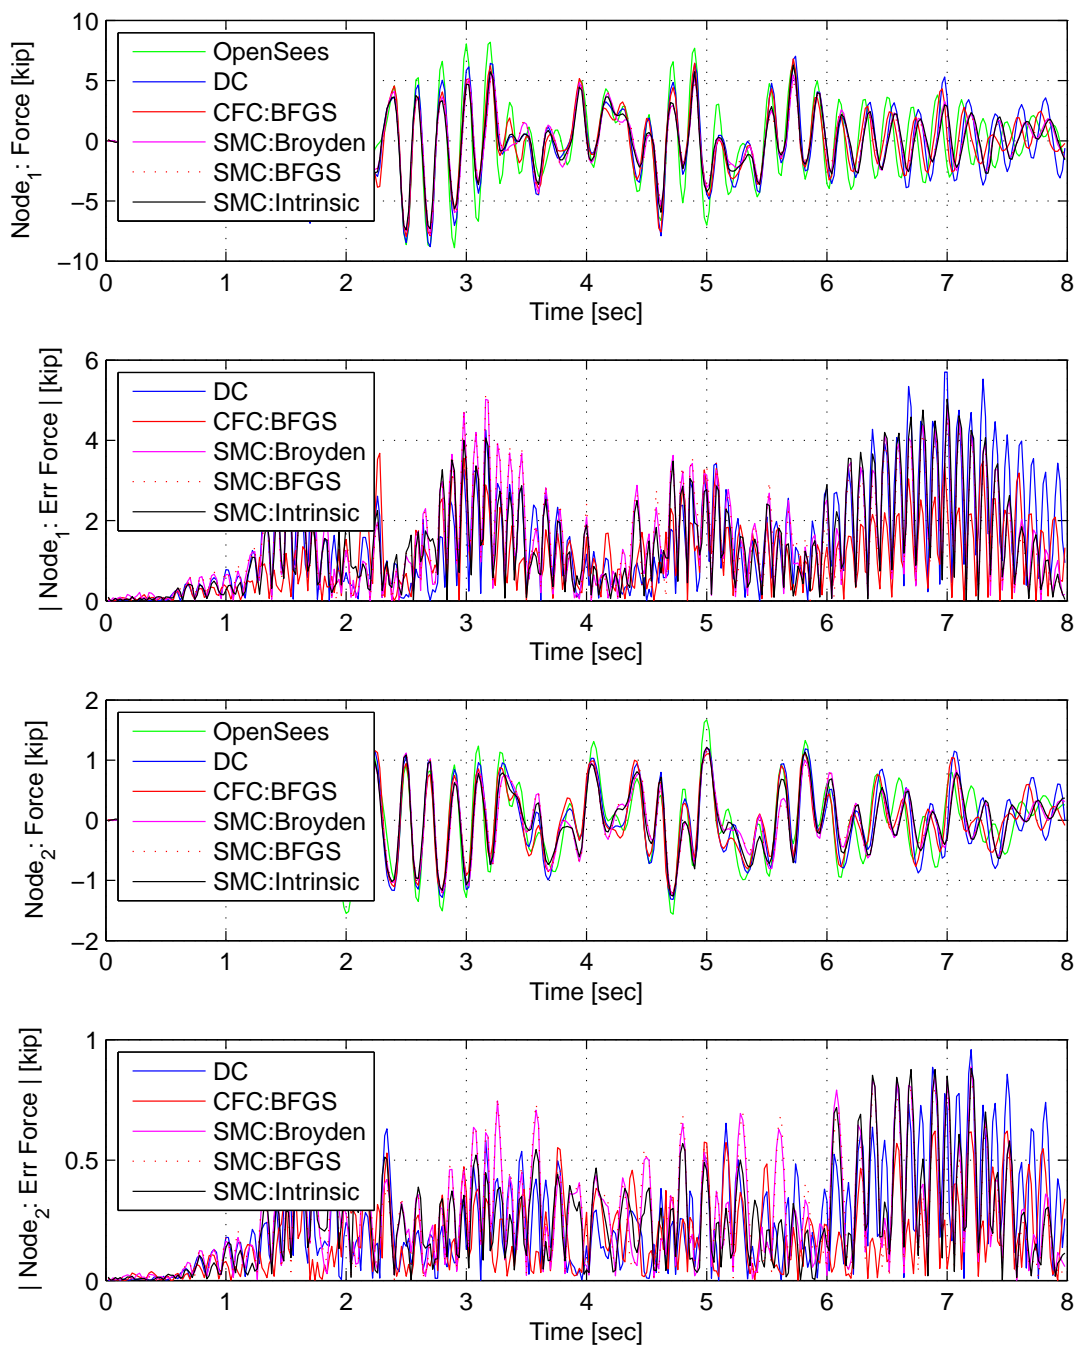 10
5
0
−5
−10
Node1: Force [kip]
OpenSees
DC
CFC:BFGS
SMC:Broyden
SMC:BFGS
SMC:Intrinsic
0 1 2 3 4 5 6 7 8
Time [sec]
6
4
2
0
| Node1: Err Force | [kip]
DC
CFC:BFGS
SMC:Broyden
SMC:BFGS
SMC:Intrinsic
0 1 2 3 4 5 6 7 8
Time [sec]
2
1
0
−1
−2
Node2: Force [kip]
OpenSees
DC
CFC:BFGS
SMC:Broyden
SMC:BFGS
SMC:Intrinsic
0 1 2 3 4 5 6 7 8
Time [sec]
1
0.5
0
| Node2: Err Force | [kip]
DC
CFC:BFGS
SMC:Broyden
SMC:BFGS
SMC:Intrinsic
0 1 2 3 4 5 6 7 8
Time [sec]